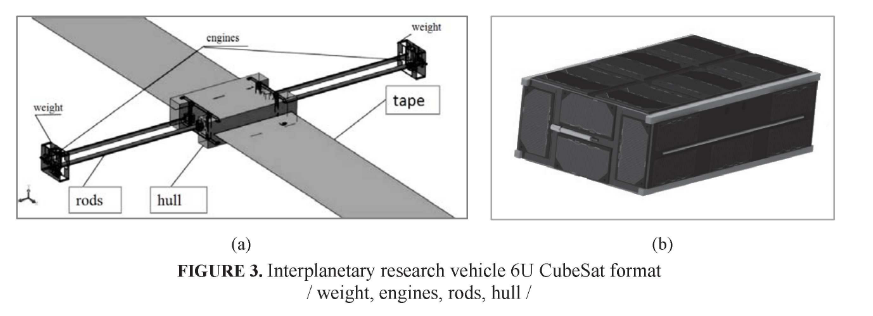 weight
engines
weight
tape
rods
hull
(a)
(b)
FIGURE 3. Interplanetary research vehicle 6U CubeSat format
/ weight, engines, rods, hull /